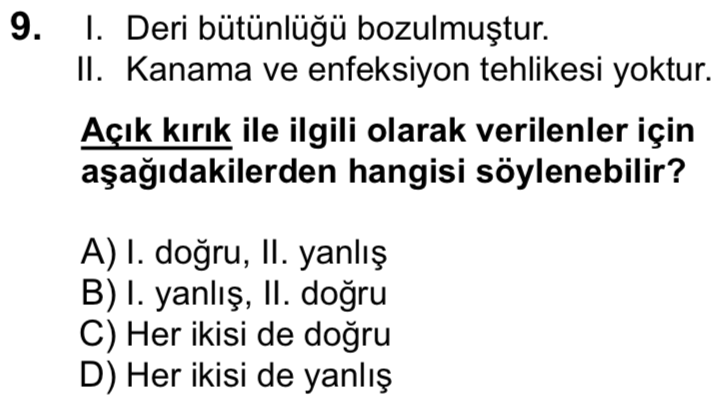 9. I. Deri bütünlüğü bozulmuştur.
II. Kanama ve enfeksiyon tehlikesi yoktur.
Açık kırık ile ilgili olarak verilenler için
aşağıdakilerden hangisi söylenebilir?
A) I. doğru, II. yanlış
B) I. yanlış, II. doğru
C) Her ikisi de doğru
D) Her ikisi de yanlış